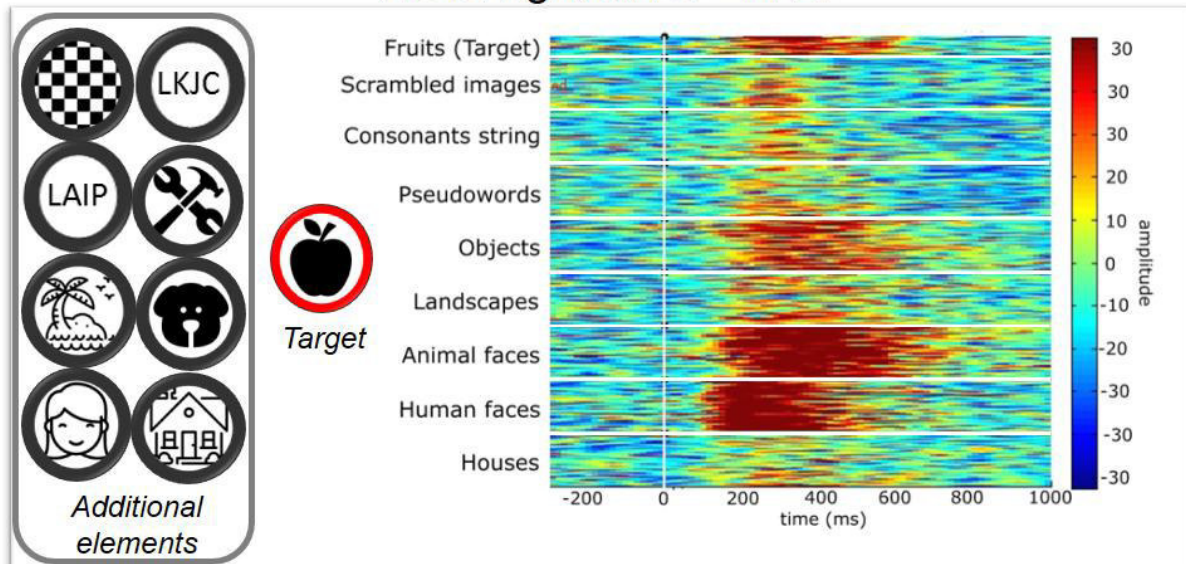 LKJC
LAIP
Target
Additional
elements
Fruits (Target)
Scrambled images
Consonants string
Pseudowords
Objects
Landscapes
Animal faces
Human faces
Houses
-200 0 200 400 600 800 1000
time (ms)
30
30
30
20
10
0
-10
-20
-30
-30
-30
amplitude